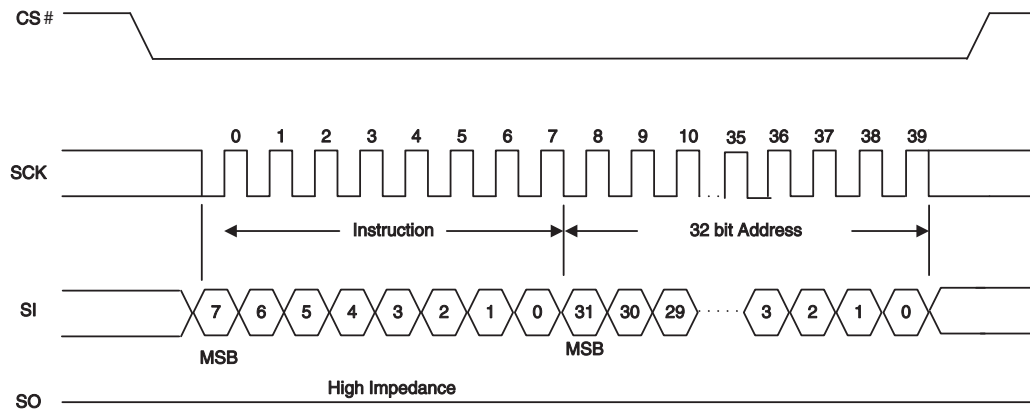 CS #
0 1 2 3 4 5 6 7 8 9 10 35 36 37 38 39
SCK
· · · ·
Instruction 32 bit Address
SI 7 6 5 4 3 2 1 0 31 30 29 · · · · · 3 2 1 0
MSB MSB
High Impedance
SO